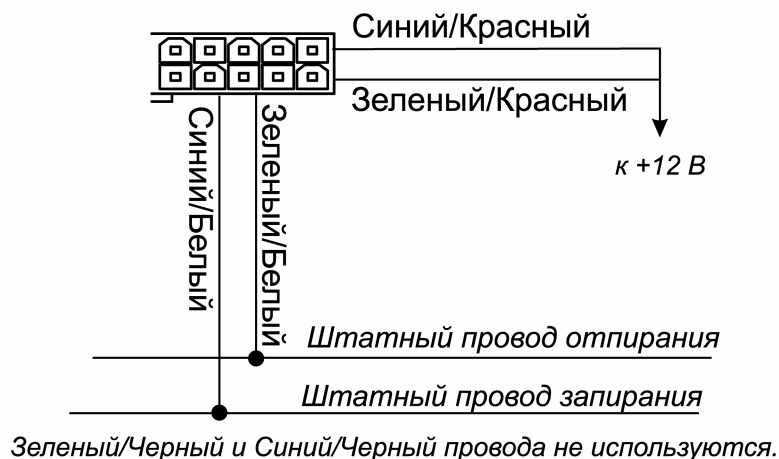 Синий/Красный
Зеленый/Красный
к +12 В
Синий/Белый
Зеленый/Белый
Штатный провод отпирания
Штатный провод запирания
Зеленый/Черный и Синий/Черный провода не используются.